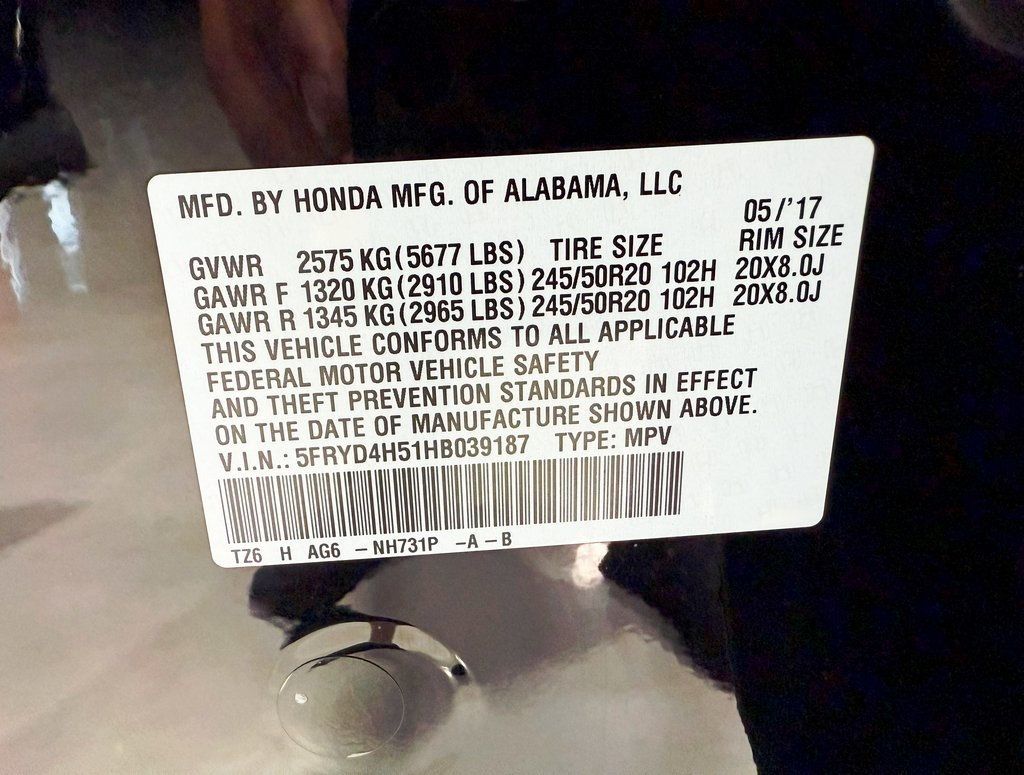 MFD. BY HONDA MFG. OF ALABAMA, LLC
05/'17
GVWR 2575 KG(5677 LBS) TIRE SIZE RIM SIZE
GAWR F 1320 KG(2910 LBS) 245/50R20 102H 20X8.0J
GAWR R 1345 KG(2965 LBS) 245/50R20 102H 20X8.0J
THIS VEHICLE CONFORMS TO ALL APPLICABLE
FEDERAL MOTOR VEHICLE SAFETY
AND THEFT PREVENTION STANDARDS IN EFFECT
ON THE DATE OF MANUFACTURE SHOWN ABOVE.
V.I.N.: 5FRYD4H51HB039187 TYPE: MPV
TZ6 H AG6 -NH731P -A-B